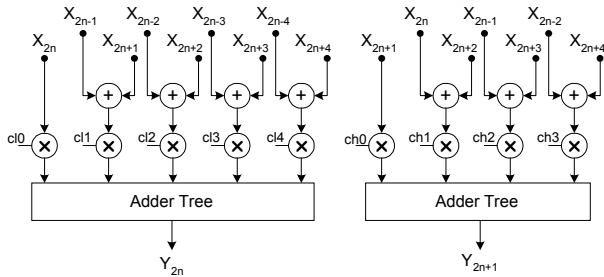 X2n-1 X2n-2 X2n-3 X2n-4 X2n X2n-1 X2n-2
X2n X2n+1 X2n+2 X2n+3 X2n+4 X2n+1 X2n+2 X2n+3 X2n+4
+ + + + + + +
cl0 × cl1 × cl2 × cl3 × cl4 × ch0 × ch1 × ch2 × ch3 ×
Adder Tree Adder Tree
Y2n Y2n+1